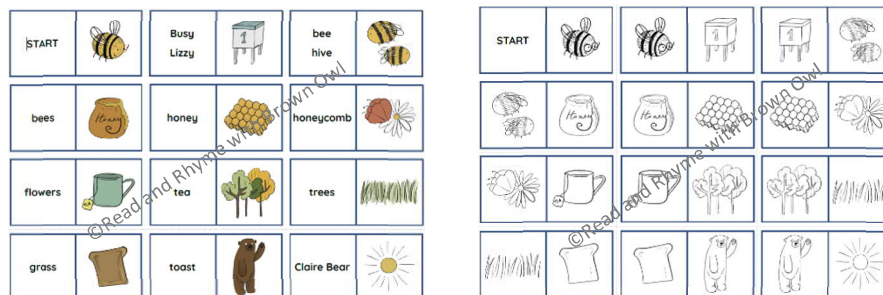 START
Busy
Lizzy
1
bee
hive
bees
Honey
honey
honeycomb
flowers
tea
trees
grass
toast
Claire Bear
©Read and Rhyme with Brown Owl
START
1
1
Honey
Honey
©Read and Rhyme with Brown Owl